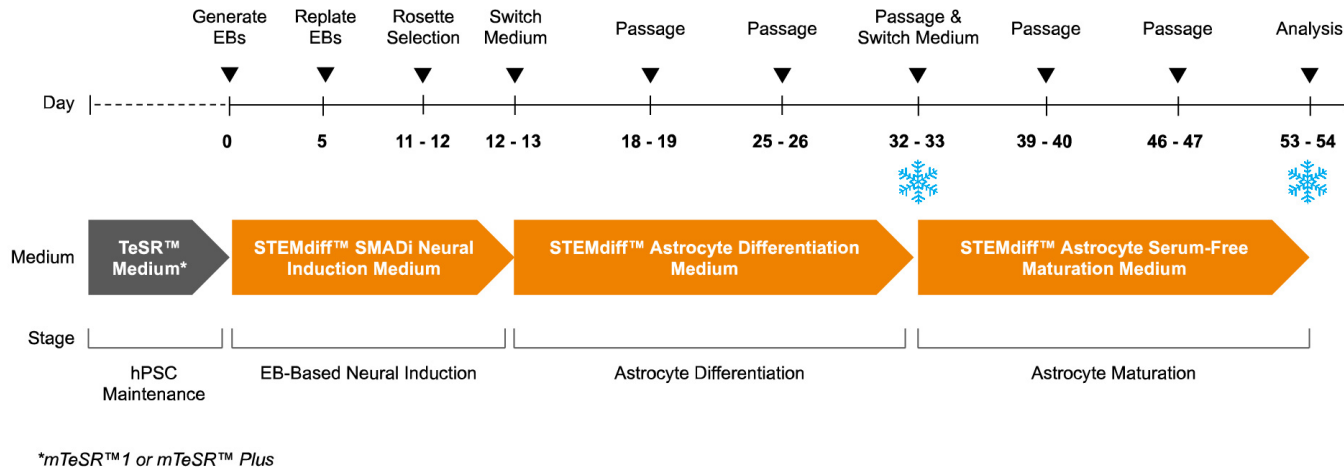 Generate
EBs
Replate
EBs
Rosette
Selection
Switch
Medium
Passage
Passage
Passage &
Switch Medium
Passage
Passage
Analysis
Day
0
5
11 - 12
12 - 13
18 - 19
25 - 26
32 - 33
39 - 40
46 - 47
53 - 54
Medium
TeSR™
Medium*
STEMdiff™ SMADi Neural
Induction Medium
STEMdiff™ Astrocyte Differentiation
Medium
STEMdiff™ Astrocyte Serum-Free
Maturation Medium
Stage
hPSC
Maintenance
EB-Based Neural Induction
Astrocyte Differentiation
Astrocyte Maturation
*mTeSR™1 or mTeSR™ Plus